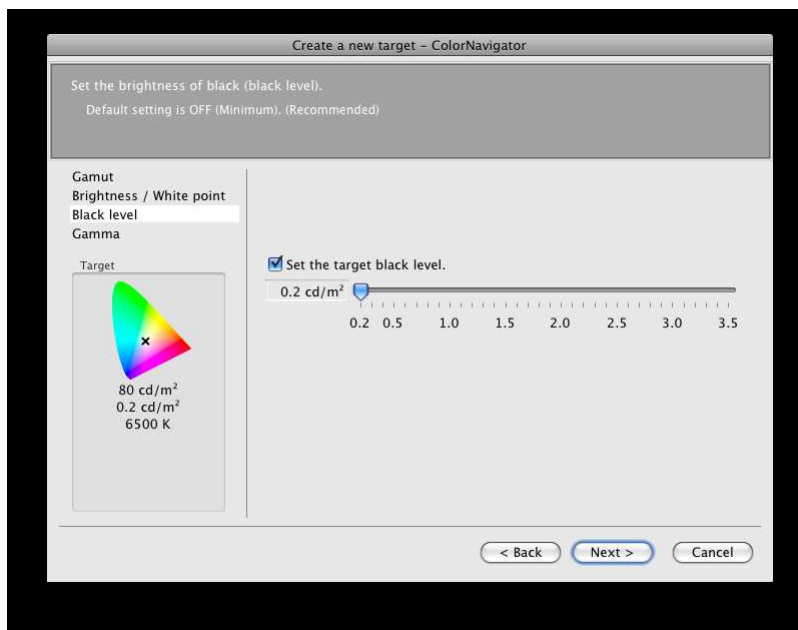 Create a new target – ColorNavigator
Set the brightness of black (black level).
Default setting is OFF (Minimum). (Recommended)
Gamut
Brightness / White point
Black level
Gamma
Target
80 cd/m²
0.2 cd/m²
6500 K
Set the target black level.
0.2 cd/m²
0.2 0.5 1.0 1.5 2.0 2.5 3.0 3.5
< Back Next > Cancel